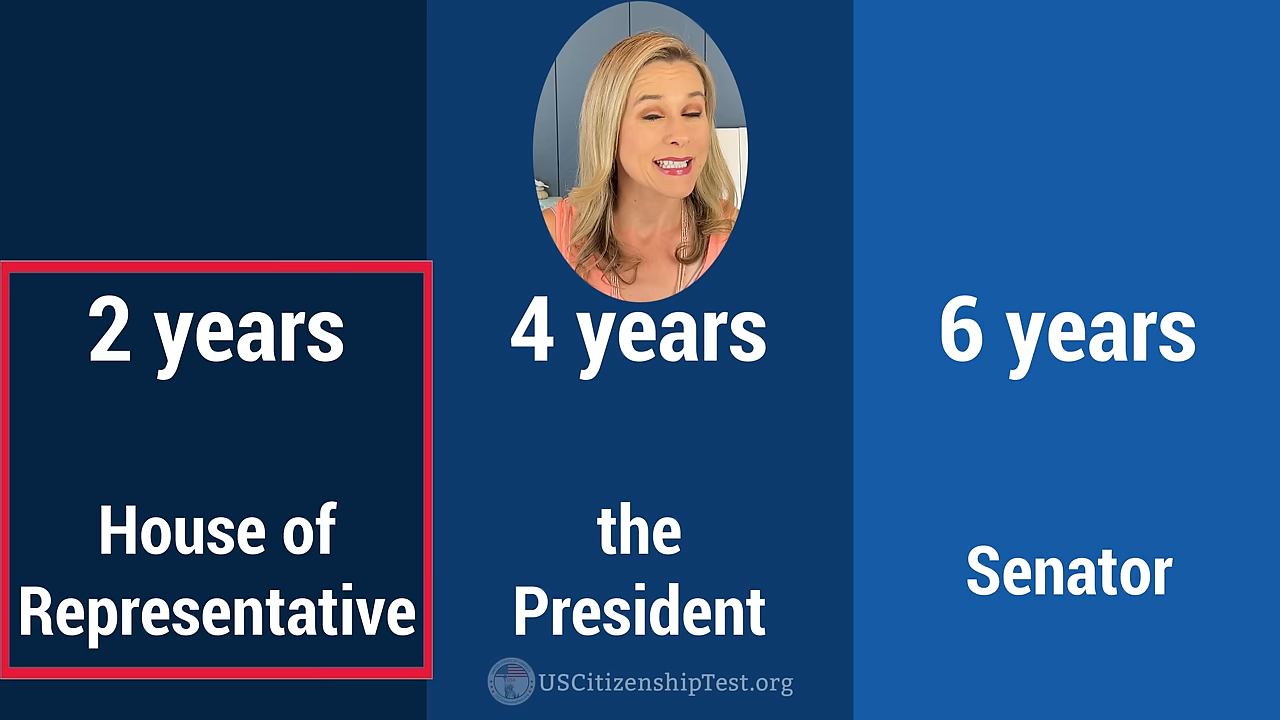 2 years
House of
Representative
4 years
the
President
6 years
Senator
USCitizenshipTest.org